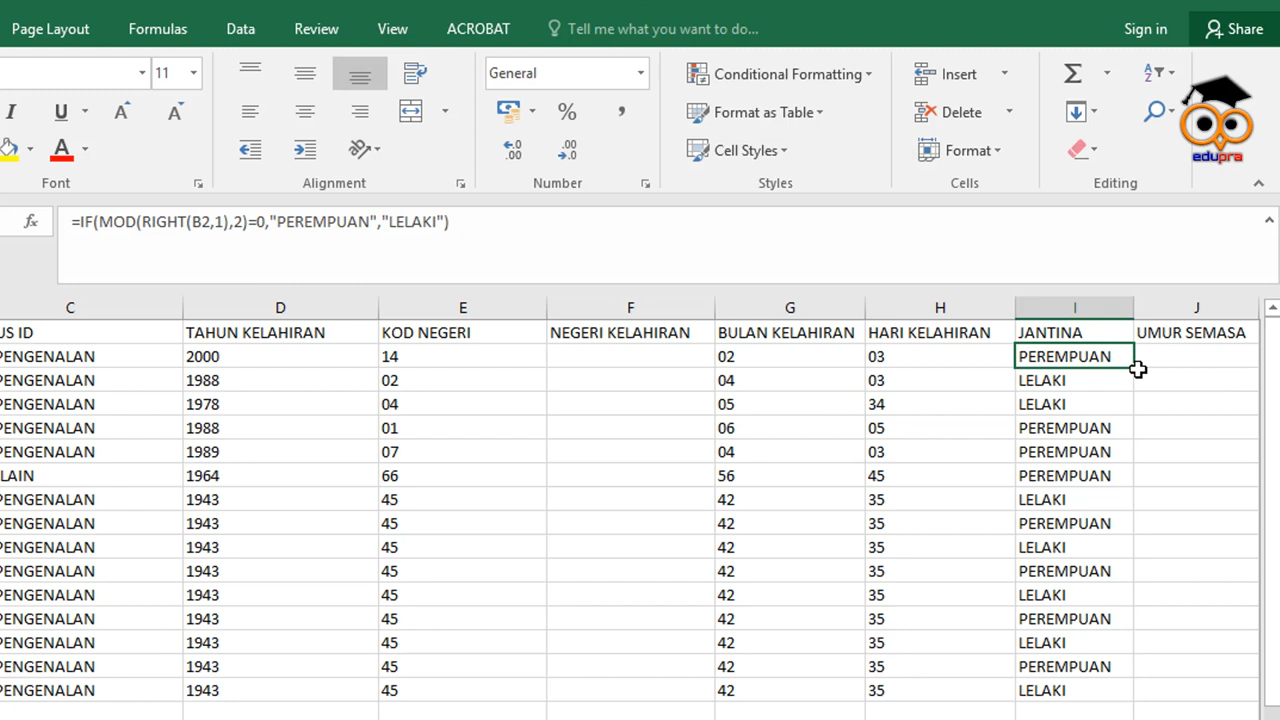 Page Layout Formulas Data Review View ACROBAT Tell me what you want to do... Sign in Share
11 General Conditional Formatting Insert
I U A A % , Format as Table Delete
A Cell Styles Format edupra
Font Alignment Number Styles Cells Editing
fx =IF(MOD(RIGHT(B2,1),2)=0,"PEREMPUAN","LELAKI")
C D E F G H I J
US ID TAHUN KELAHIRAN KOD NEGERI NEGERI KELAHIRAN BULAN KELAHIRAN HARI KELAHIRAN JANTINA UMUR SEMASA
PENGENALAN 2000 14 02 03 PEREMPUAN
PENGENALAN 1988 02 04 03 LELAKI
PENGENALAN 1978 04 05 34 LELAKI
PENGENALAN 1988 01 06 05 PEREMPUAN
PENGENALAN 1989 07 04 03 PEREMPUAN
LAIN 1964 66 56 45 PEREMPUAN
PENGENALAN 1943 45 42 35 LELAKI
PENGENALAN 1943 45 42 35 PEREMPUAN
PENGENALAN 1943 45 42 35 LELAKI
PENGENALAN 1943 45 42 35 PEREMPUAN
PENGENALAN 1943 45 42 35 LELAKI
PENGENALAN 1943 45 42 35 PEREMPUAN
PENGENALAN 1943 45 42 35 LELAKI
PENGENALAN 1943 45 42 35 PEREMPUAN
PENGENALAN 1943 45 42 35 LELAKI